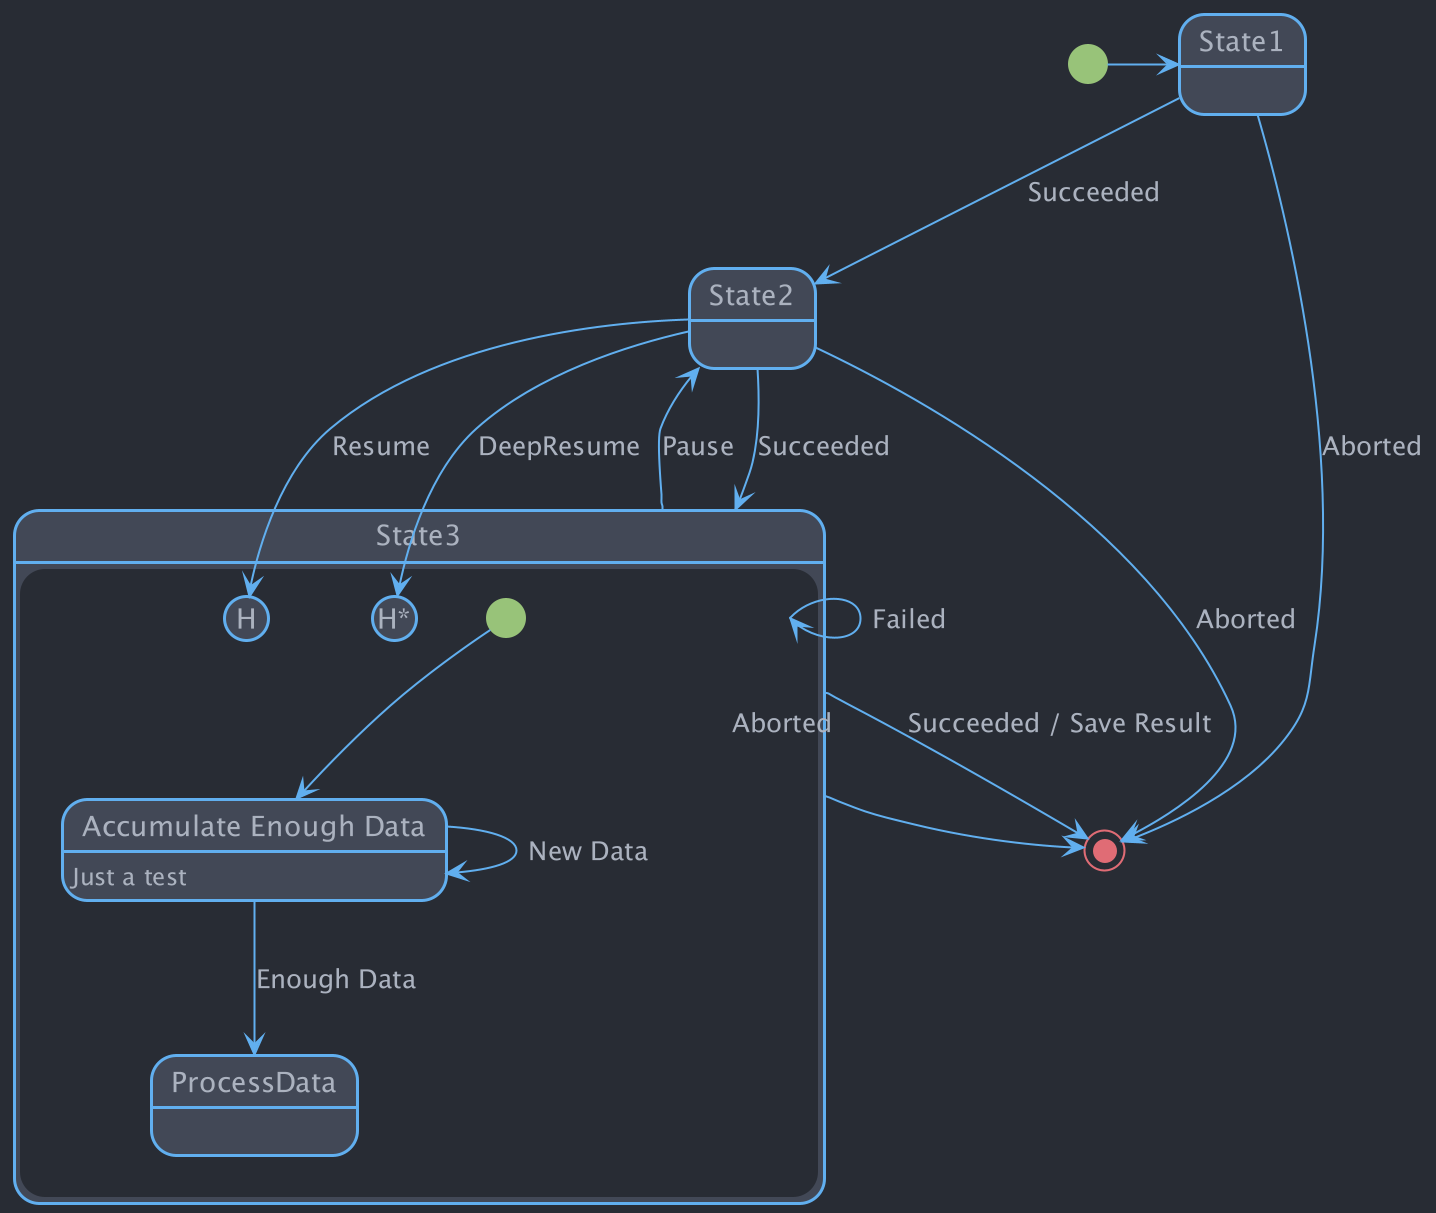 State1
Succeeded
State2
Resume
DeepResume
Pause
Succeeded
Aborted
State3
H
H*
Failed
Aborted
Aborted
Succeeded / Save Result
Accumulate Enough Data
Just a test
New Data
Enough Data
ProcessData